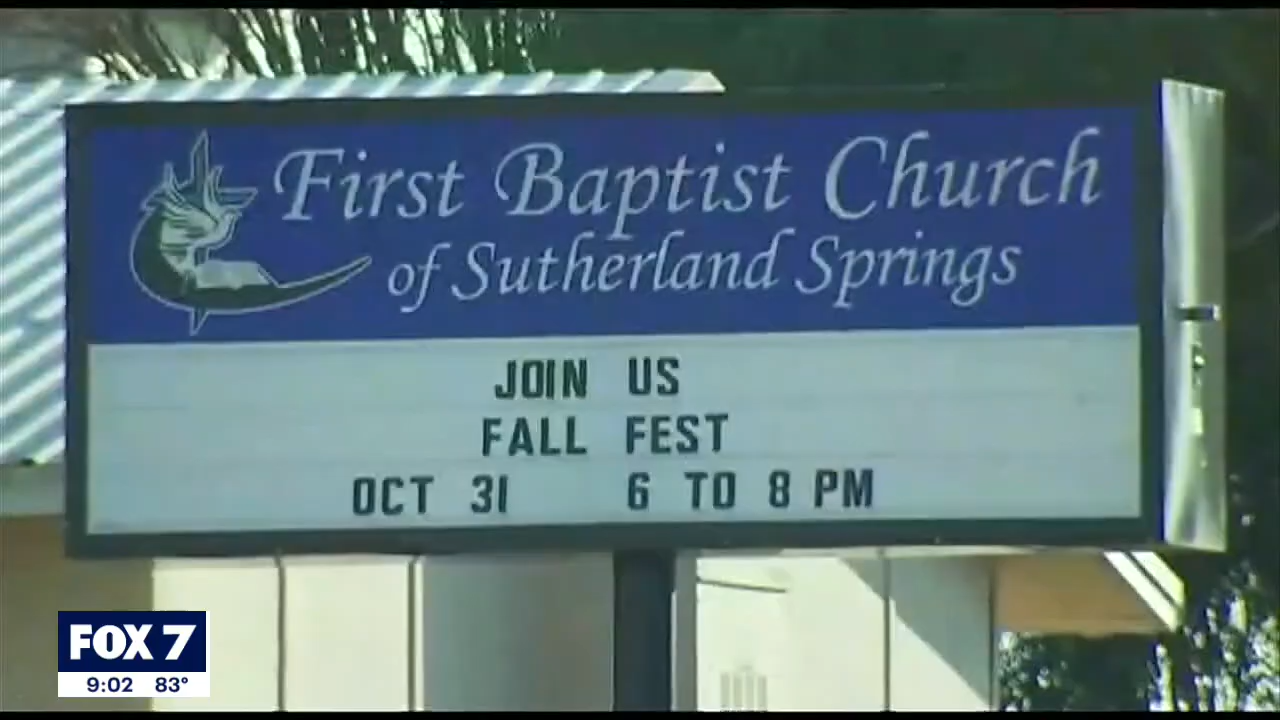 First Baptist Church
of Sutherland Springs
JOIN US
FALL FEST
OCT 31 6 TO 8 PM
FOX 7
9:02 83°